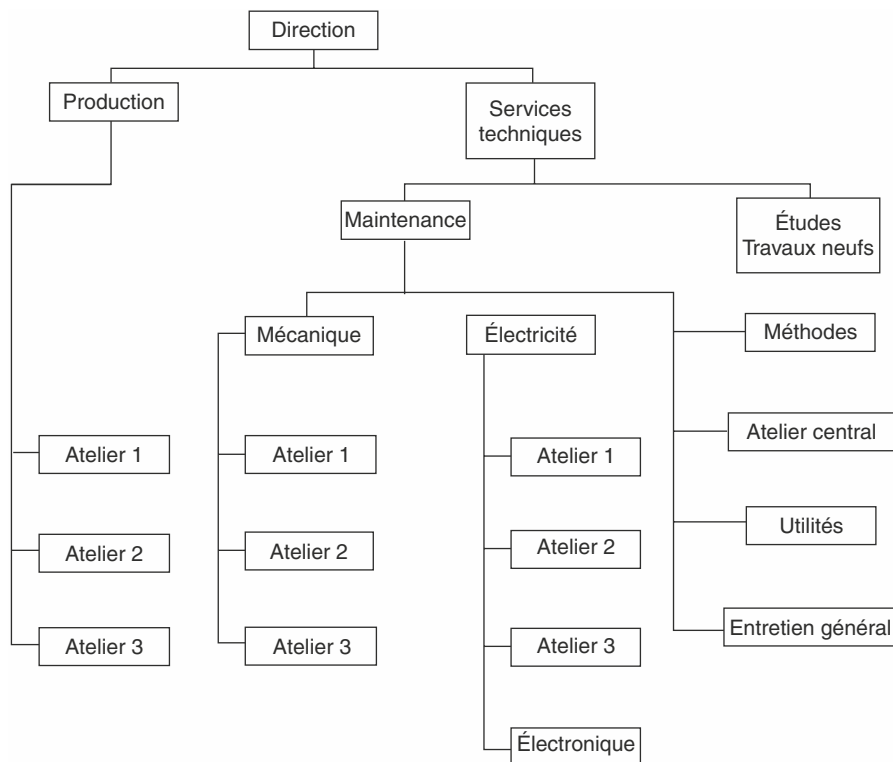 Direction
Production
Services
techniques
Maintenance
Études
Travaux neufs
Mécanique
Électricité
Méthodes
Atelier 1
Atelier 1
Atelier 1
Atelier central
Atelier 2
Atelier 2
Atelier 2
Utilités
Atelier 3
Atelier 3
Atelier 3
Entretien général
Électronique